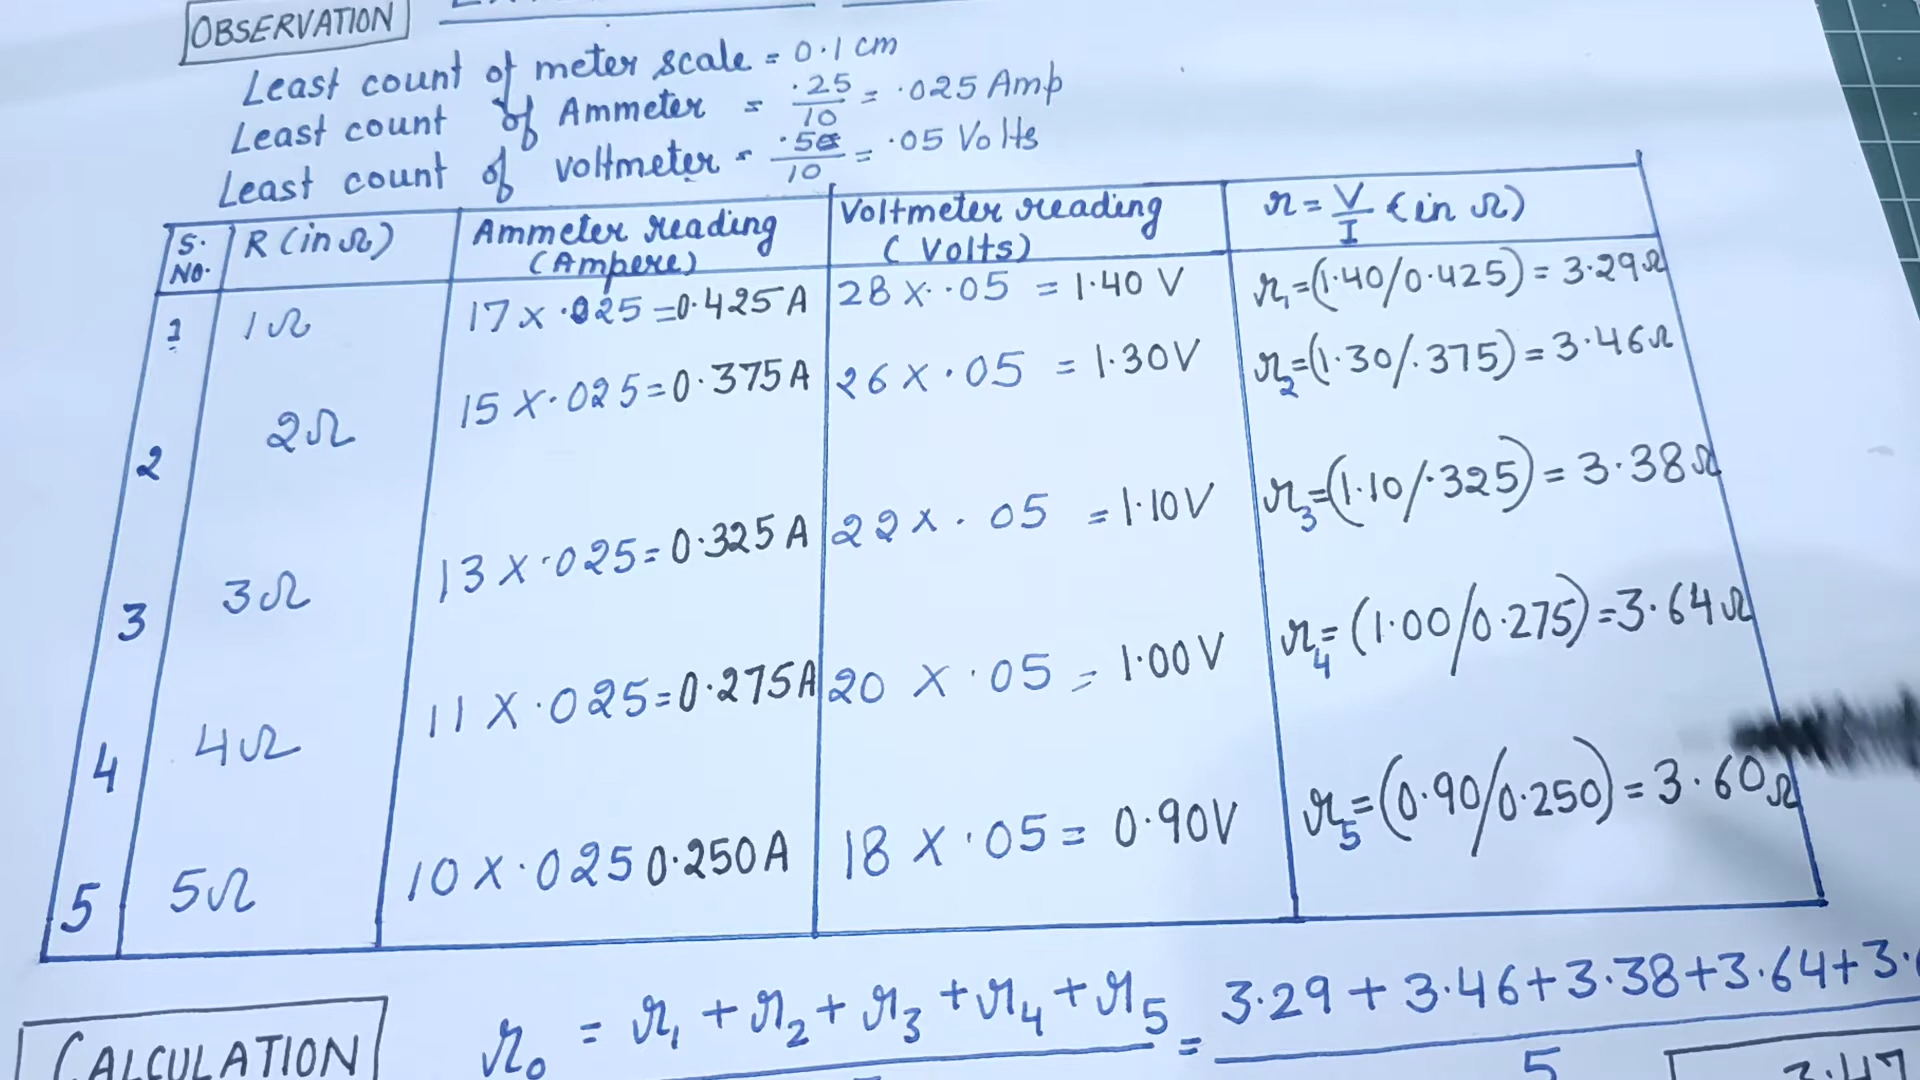 OBSERVATION
Least count of meter scale = 0.1 cm
Least count of Ammeter = .25/10 = .025 Amp
Least count of voltmeter = .50/10 = .05 Volts
S. No. R (in Ω) Ammeter reading (Ampere) Voltmeter reading (Volts) r = V/I (in Ω)
1 1Ω 17 x .025 = 0.425 A 28 x .05 = 1.40 V r1 = (1.40/0.425) = 3.29Ω
2 2Ω 15 x .025 = 0.375 A 26 x .05 = 1.30V r2 = (1.30/.375) = 3.46Ω
3 3Ω 13 x .025 = 0.325 A 22 x .05 = 1.10V r3 = (1.10/.325) = 3.38Ω
4 4Ω 11 x .025 = 0.275A 20 x .05 = 1.00V r4 = (1.00/0.275) = 3.64Ω
5 5Ω 10 x .025 0.250A 18 x .05 = 0.90V r5 = (0.90/0.250) = 3.60Ω
CALCULATION
r0 = r1 + r2 + r3 + r4 + r5 = 3.29 + 3.46 + 3.38 + 3.64 + 3.
5
3.47